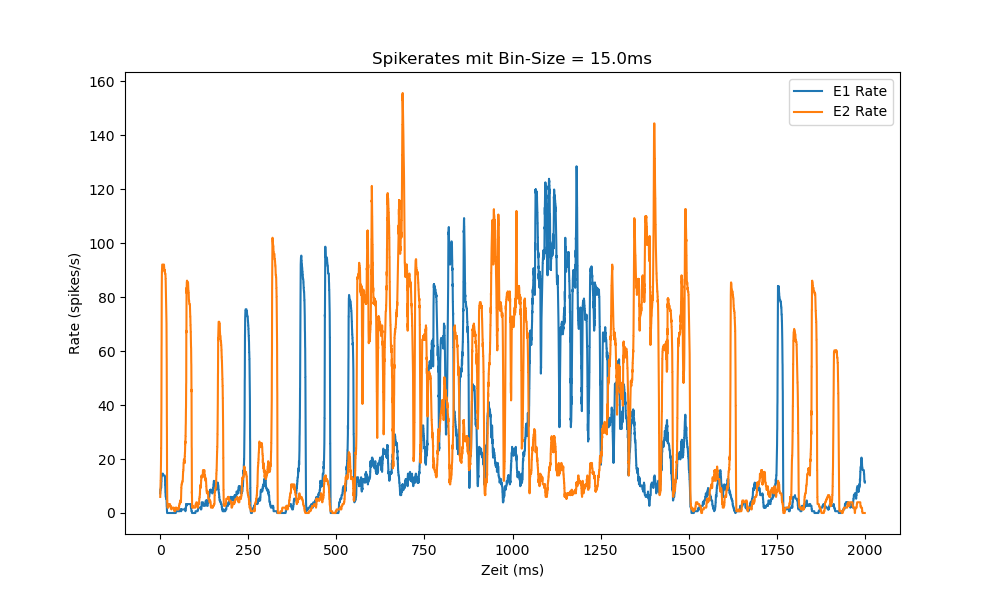 Spikerates mit Bin-Size = 15.0ms
E1 Rate
E2 Rate
160
140
120
100
80
60
40
20
0
Rate (spikes/s)
0 250 500 750 1000 1250 1500 1750 2000
Zeit (ms)